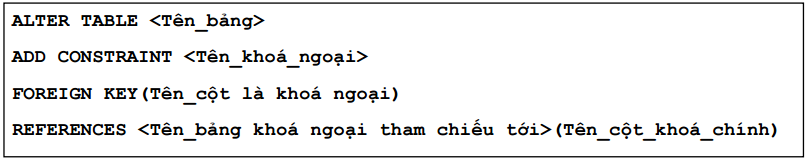 ALTER TABLE <Tên_bảng>
ADD CONSTRAINT <Tên_khoá_ngoại>
FOREIGN KEY(Tên_cột là khoá ngoại)
REFERENCES <Tên_bảng khoá ngoại tham chiếu tới>(Tên_cột_khoá_chính)